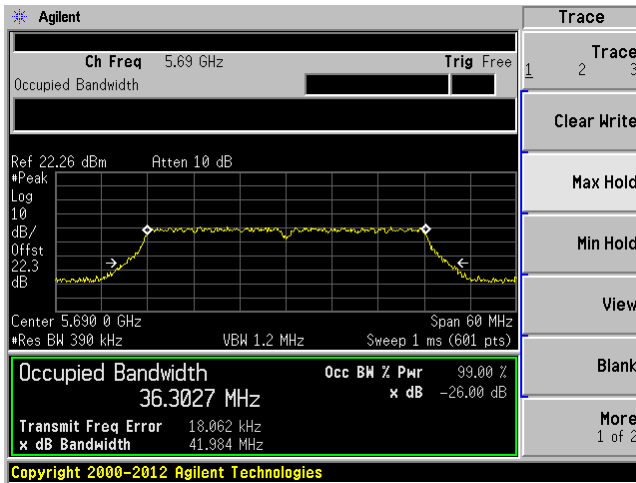 Agilent
Trace
Ch Freq 5.69 GHz Trig Free
Occupied Bandwidth
Trace
1 2 3
Clear Write
Max Hold
Min Hold
View
Blank
More
1 of 2
Ref 22.26 dBm Atten 10 dB
#Peak
Log
10
dB/
Offst
22.3
dB
Center 5.690 0 GHz Span 60 MHz
#Res BW 390 kHz VBW 1.2 MHz Sweep 1 ms (601 pts)
Occupied Bandwidth Occ BW % Pwr 99.00 %
36.3027 MHz x dB -26.00 dB
Transmit Freq Error 18.062 kHz
x dB Bandwidth 41.984 MHz
Copyright 2000-2012 Agilent Technologies